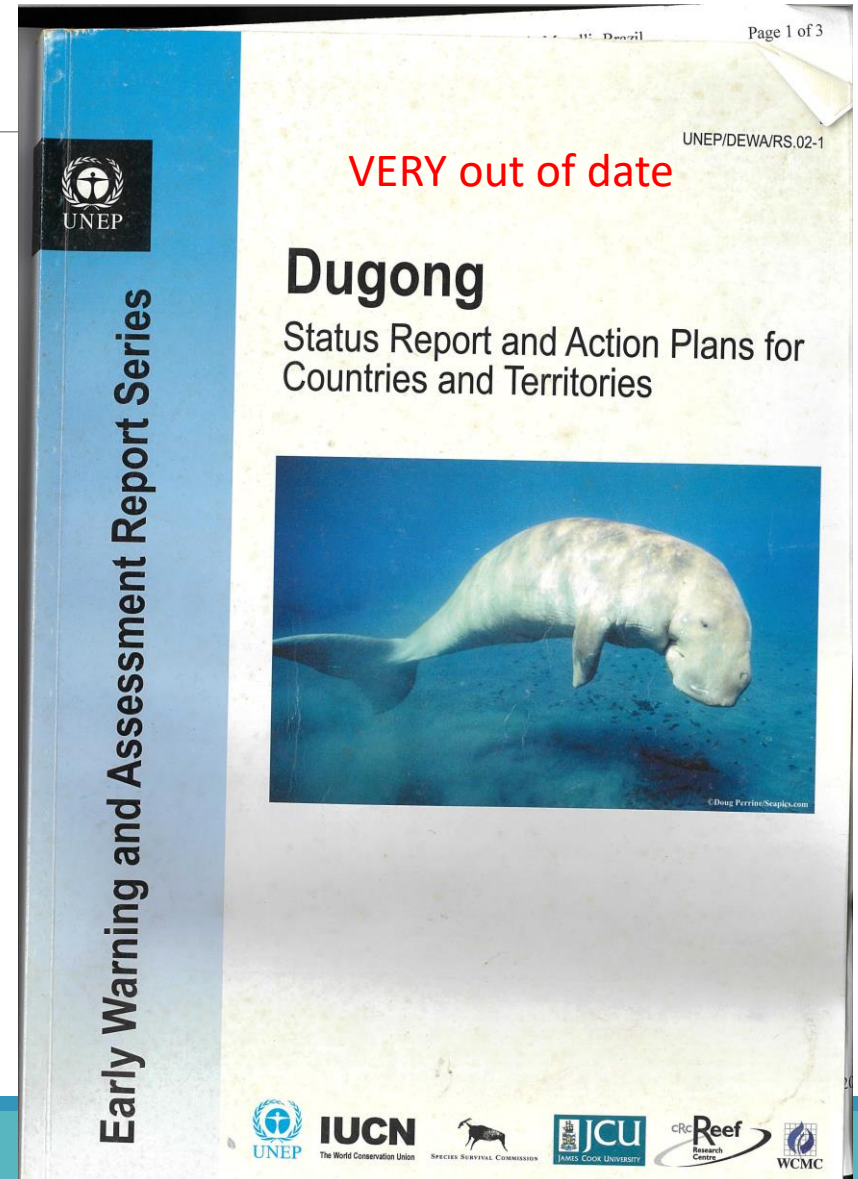 Page 1 of 3
UNEP/DEWA/RS.02-1
VERY out of date
UNEP
Dugong
Status Report and Action Plans for
Countries and Territories
Early Warning and Assessment Report Series
©Doug Perrine/Seapics.com
UNEP
IUCN
The World Conservation Union
SPECIES SURVIVAL COMMISSION
JCU
JAMES COOK UNIVERSITY
CRC Reef
Research
Centre
WCMC